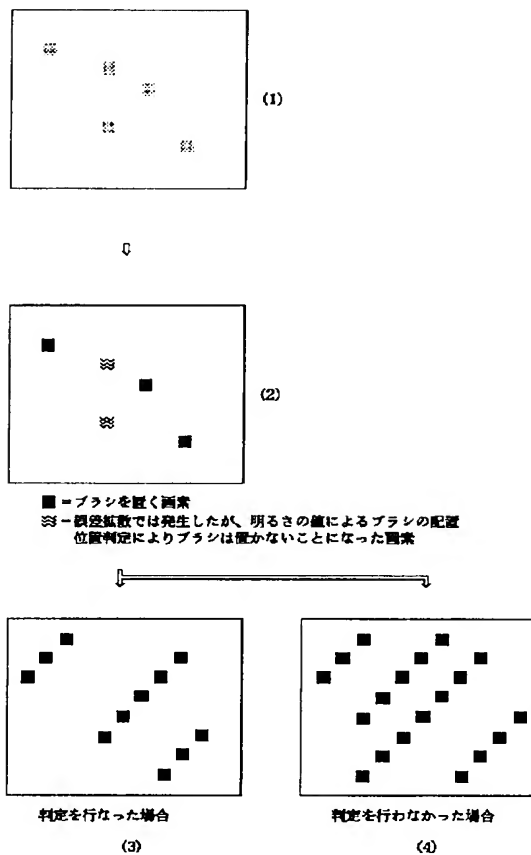 (1)
(2)
■=ブラシを置く画素
※-誤差拡散では発生したが、明るさの値によるブラシの配置
位置判定によりブラシは置かないことになった画素
判定を行なった場合
判定を行わなかった場合
(3)
(4)